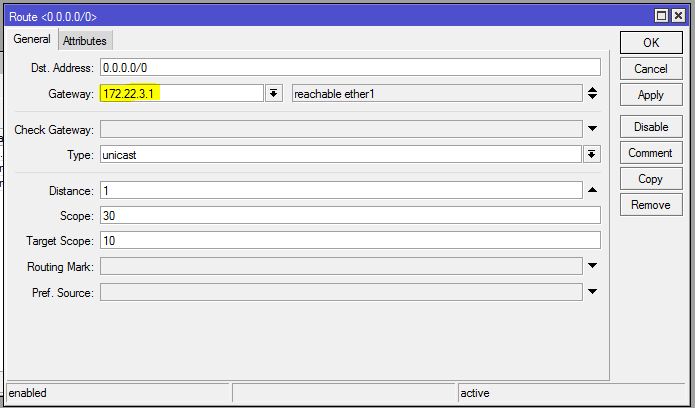 Route <0.0.0.0/0>
General Attributes
Dst. Address: 0.0.0.0/0
Gateway: 172.22.3.1 reachable ether1
Check Gateway:
Type: unicast
Distance: 1
Scope: 30
Target Scope: 10
Routing Mark:
Pref. Source:
OK
Cancel
Apply
Disable
Comment
Copy
Remove
enabled active